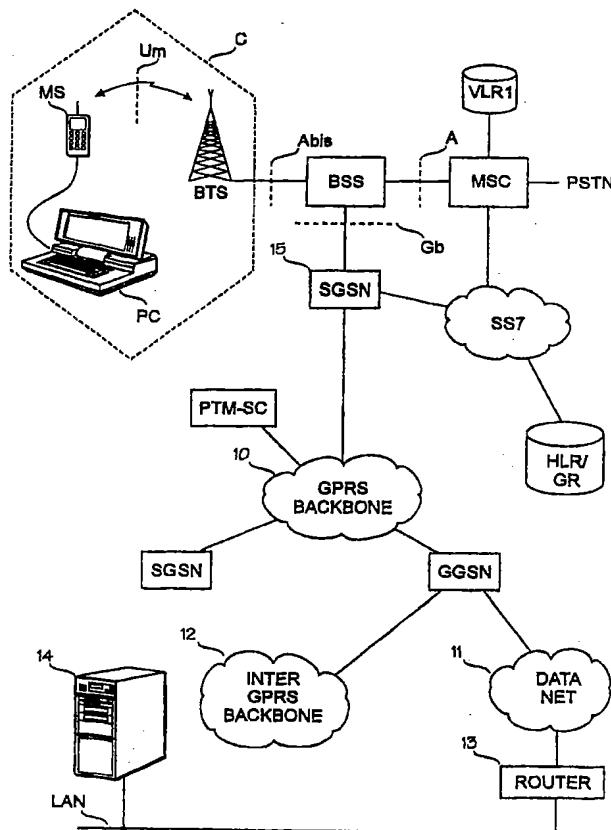 C
Um
MS
VLR1
Abis
A
BTS
BSS
MSC
PSTN
Gb
15
SGSN
PC
SS7
PTM-SC
10
GPRS
BACKBONE
HLR/
GR
SGSN
GGSN
12
14
INTER
GPRS
BACKBONE
11
DATA
NET
13
ROUTER
LAN